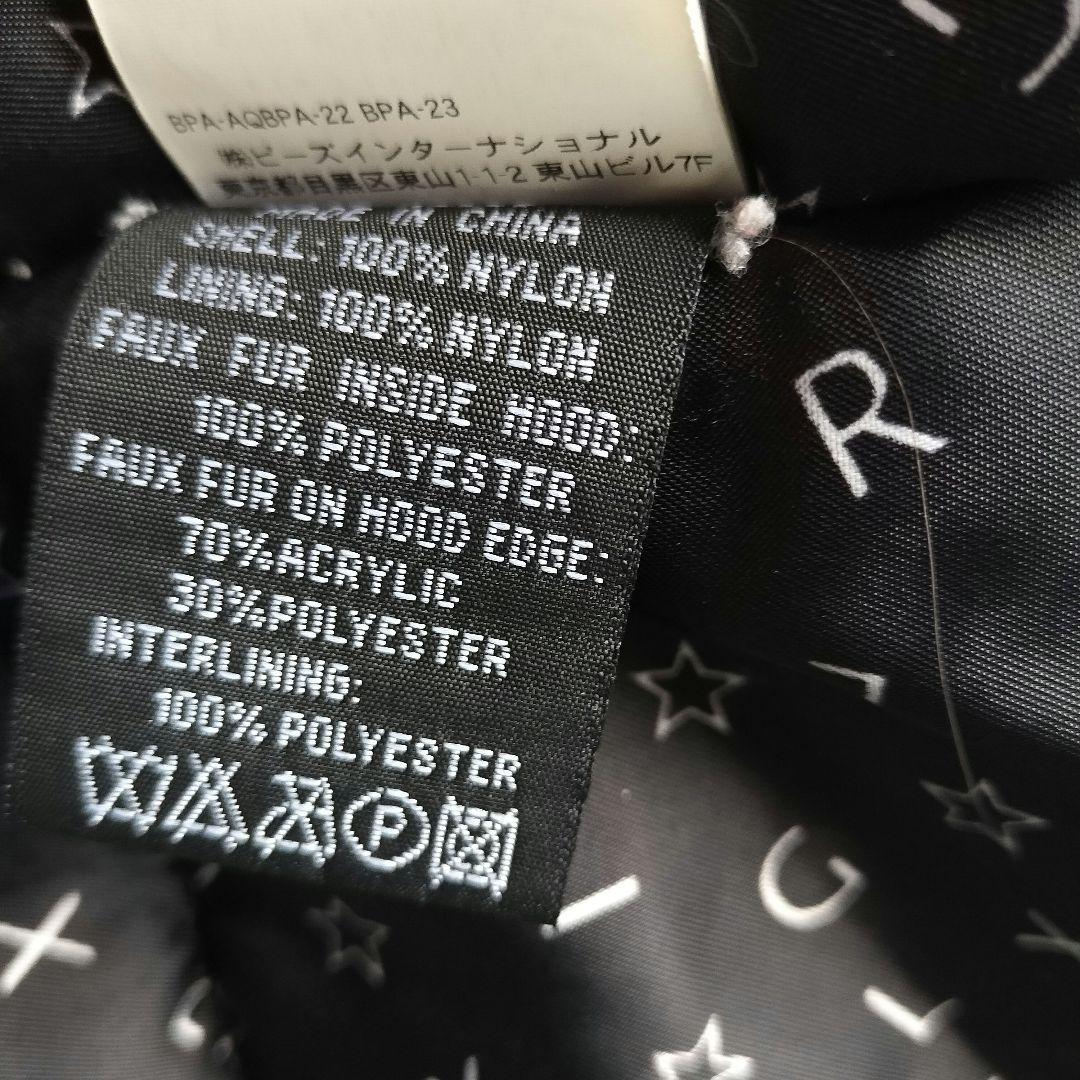 BPA-AQBPA-22 BPA-23
㈱ビーズインターナショナル
東京都目黒区東山1-1-2 東山ビル7F
MADE IN CHINA
SHELL: 100% NYLON
LINING: 100% NYLON
FAUX FUR INSIDE HOOD:
100% POLYESTER
FAUX FUR ON HOOD EDGE:
70%ACRYLIC
30%POLYESTER
INTERLINING:
100% POLYESTER
P
R
G